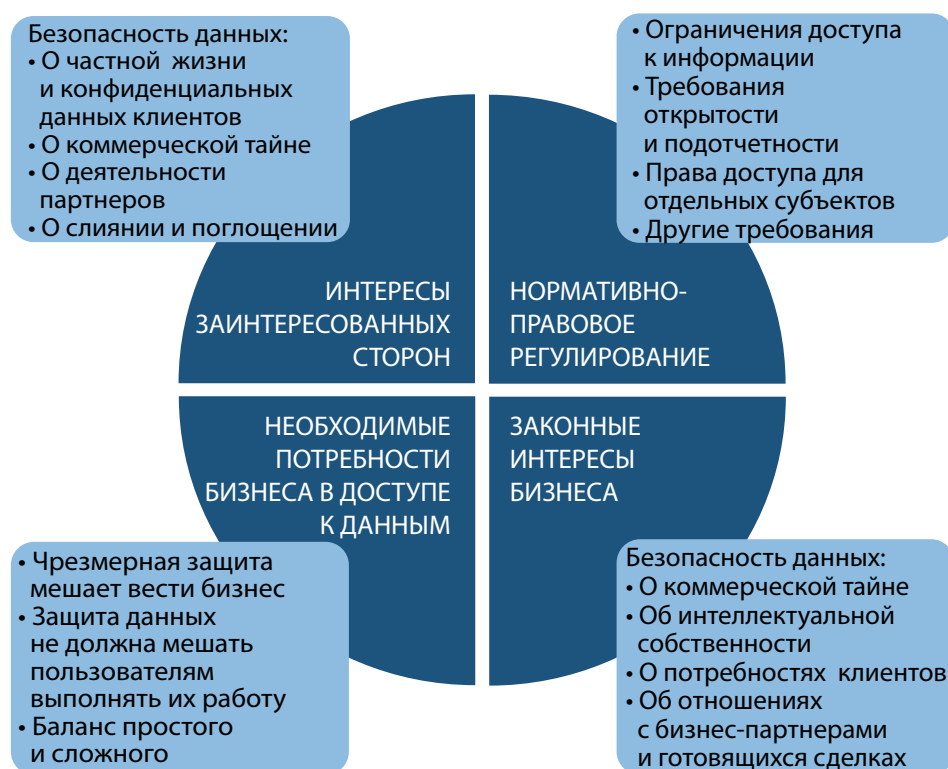 Безопасность данных:
• О частной жизни
и конфиденциальных
данных клиентов
• О коммерческой тайне
• О деятельности
партнеров
• О слиянии и поглощении
• Ограничения доступа
к информации
• Требования
открытости
и подотчетности
• Права доступа для
отдельных субъектов
• Другие требования
ИНТЕРЕСЫ
ЗАИНТЕРЕСОВАННЫХ
СТОРОН
НОРМАТИВНО-
ПРАВОВОЕ
РЕГУЛИРОВАНИЕ
НЕОБХОДИМЫЕ
ПОТРЕБНОСТИ
БИЗНЕСА В ДОСТУПЕ
К ДАННЫМ
ЗАКОННЫЕ
ИНТЕРЕСЫ
БИЗНЕСА
• Чрезмерная защита
мешает вести бизнес
• Защита данных
не должна мешать
пользователям
выполнять их работу
• Баланс простого
и сложного
Безопасность данных:
• О коммерческой тайне
• Об интеллектуальной
собственности
• О потребностях клиентов
• Об отношениях
с бизнес-партнерами
и готовящихся сделках